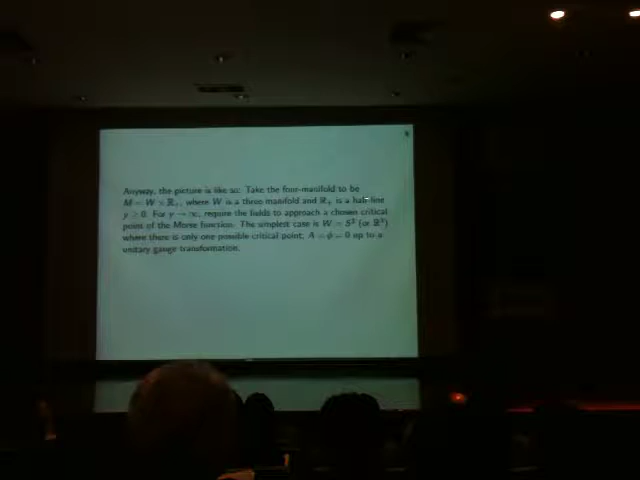 Anyway, the picture is like so: Take the four-manifold to be
M = W × ℝ₊, where W is a three manifold and ℝ₊ is a half-line
y ≥ 0. For y → ∞, require the fields to approach a chosen critical
point of the Morse function. The simplest case is W = S³ (or ℝ³)
where there is only one possible critical point, A = φ = 0 up to a
unitary gauge transformation.